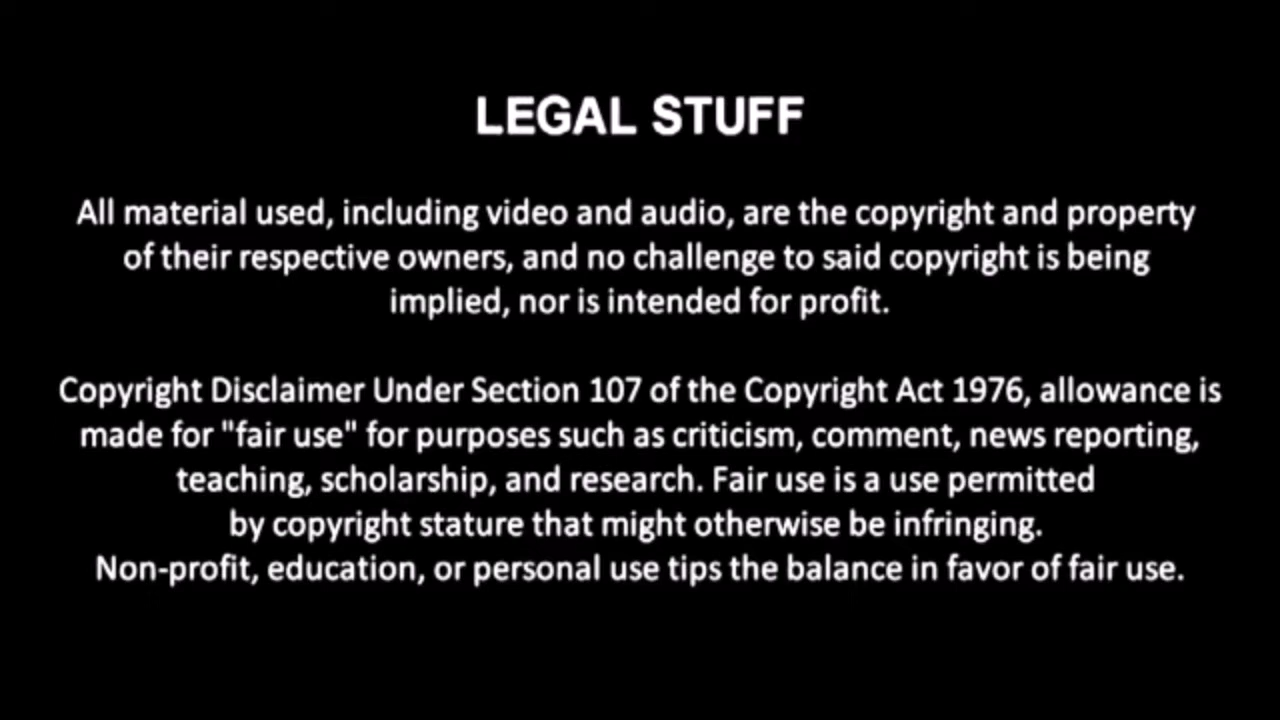 LEGAL STUFF
All material used, including video and audio, are the copyright and property
of their respective owners, and no challenge to said copyright is being
implied, nor is intended for profit.
Copyright Disclaimer Under Section 107 of the Copyright Act 1976, allowance is
made for "fair use" for purposes such as criticism, comment, news reporting,
teaching, scholarship, and research. Fair use is a use permitted
by copyright stature that might otherwise be infringing.
Non-profit, education, or personal use tips the balance in favor of fair use.